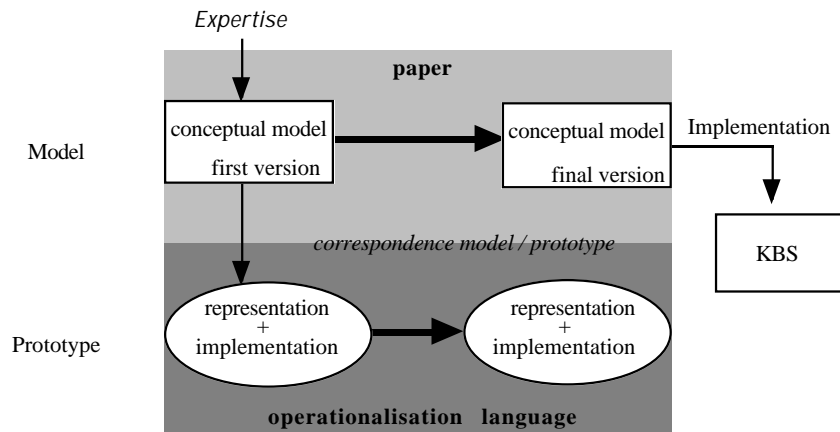 Expertise
paper
conceptual model
first version
conceptual model
final version
Implementation
Model
KBS
correspondence model / prototype
representation
+
implementation
representation
+
implementation
Prototype
operationalisation language